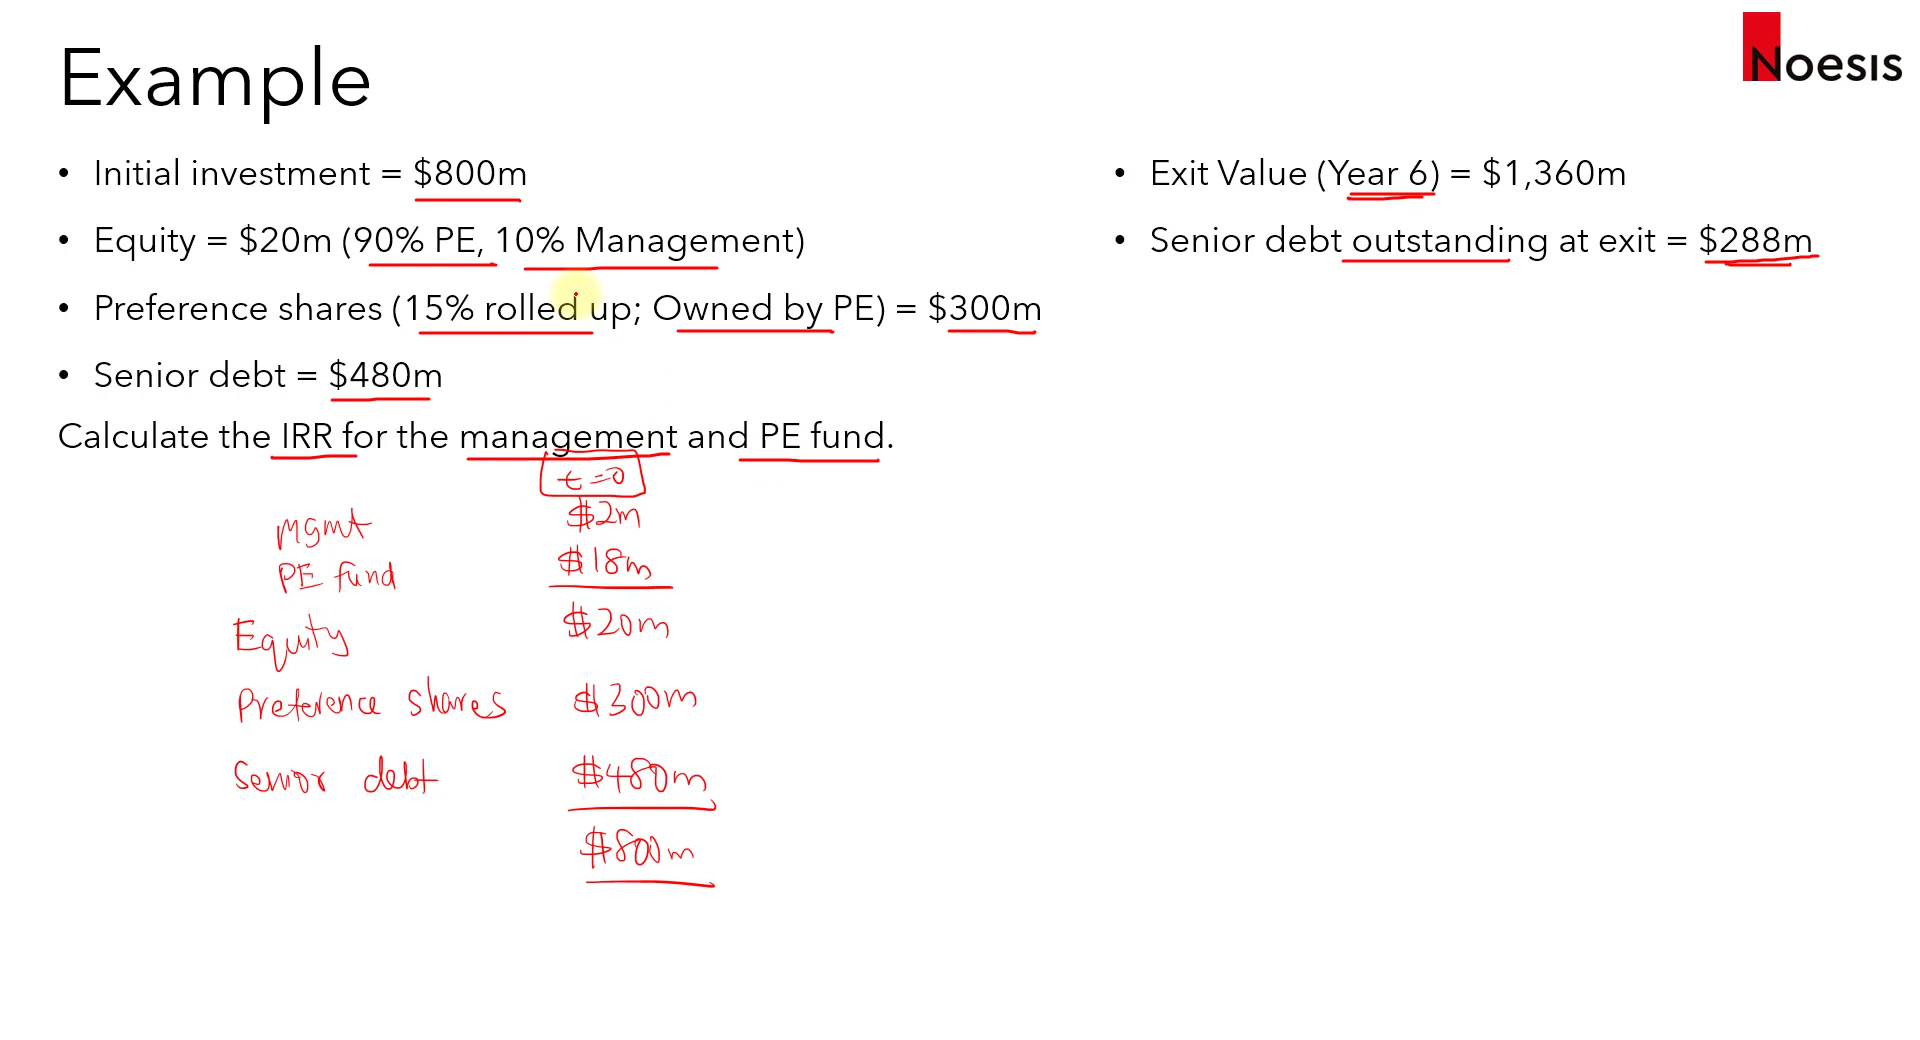 Example
Noesis
• Initial investment = $800m
• Equity = $20m (90% PE, 10% Management)
• Preference shares (15% rolled up; Owned by PE) = $300m
• Senior debt = $480m
Calculate the IRR for the management and PE fund.
• Exit Value (Year 6) = $1,360m
• Senior debt outstanding at exit = $288m
t=0
Mgmt $2m
PE fund $18m
Equity $20m
Preference shares $300m
Senior debt $480m
$800m